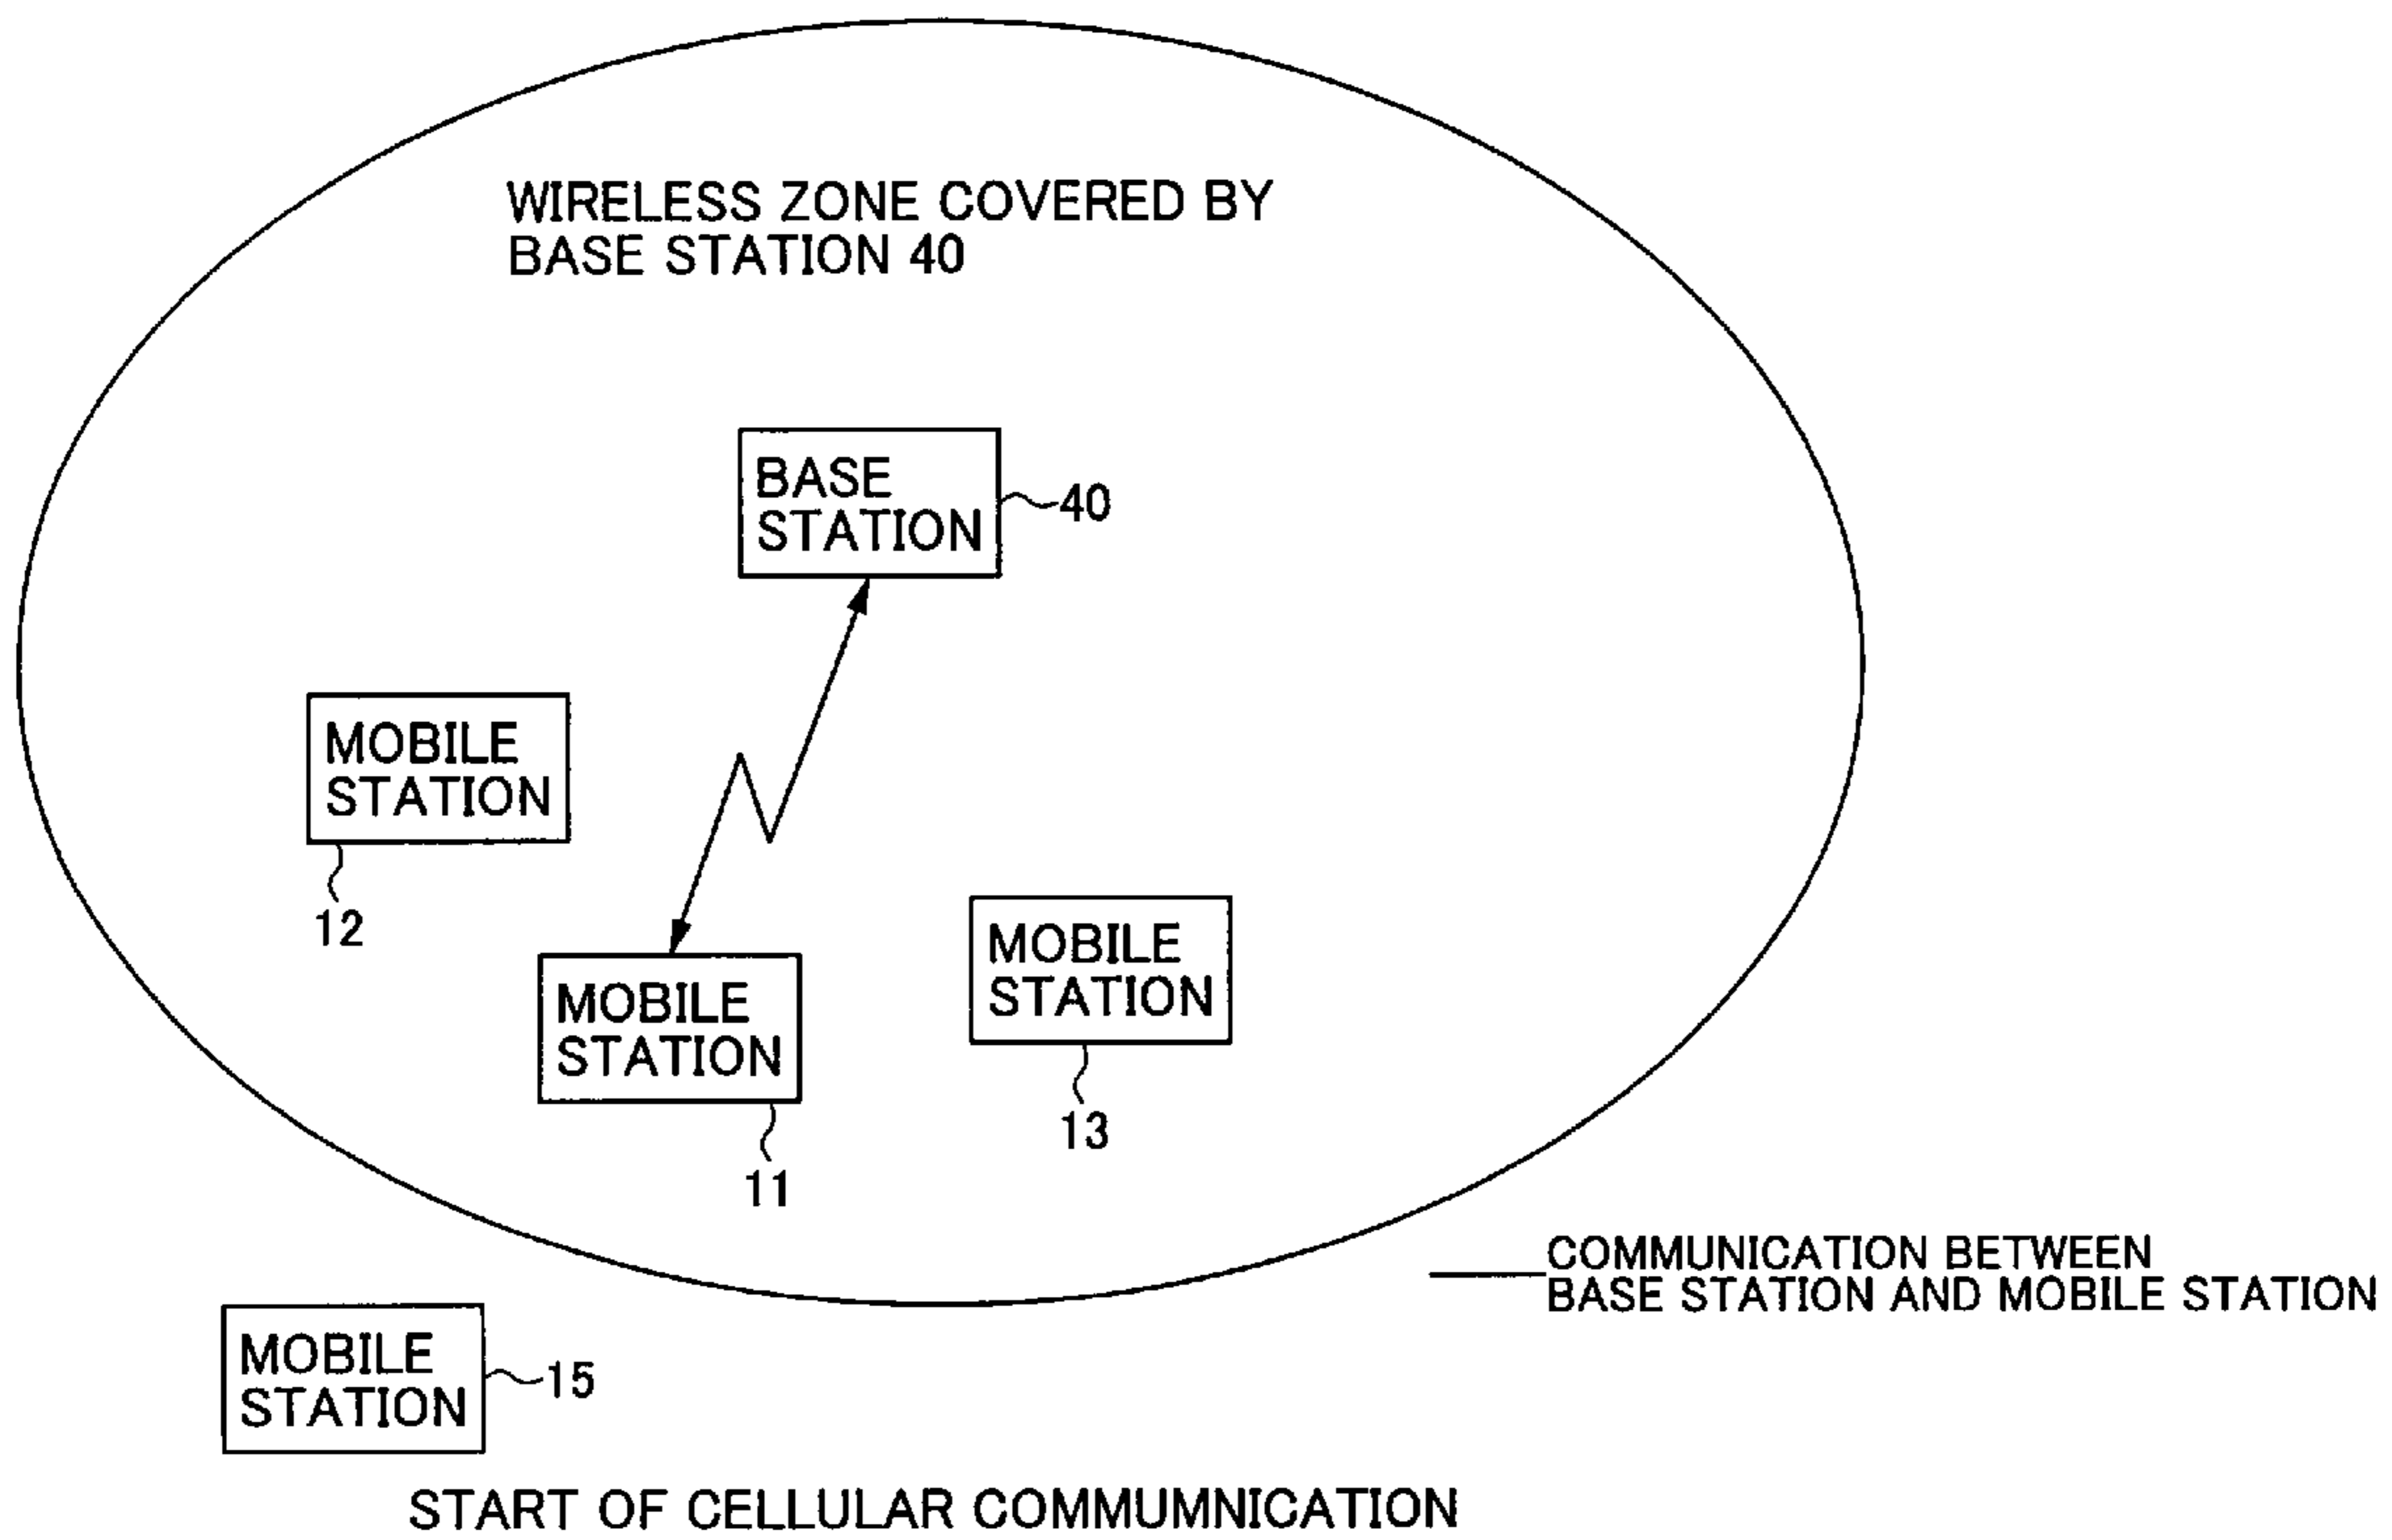 WIRELESS ZONE COVERED BY
BASE STATION 40
BASE
STATION
40
MOBILE
STATION
12
MOBILE
STATION
13
MOBILE
STATION
11
COMMUNICATION BETWEEN
BASE STATION AND MOBILE STATION
MOBILE
STATION
15
START OF CELLULAR COMMUMNICATION